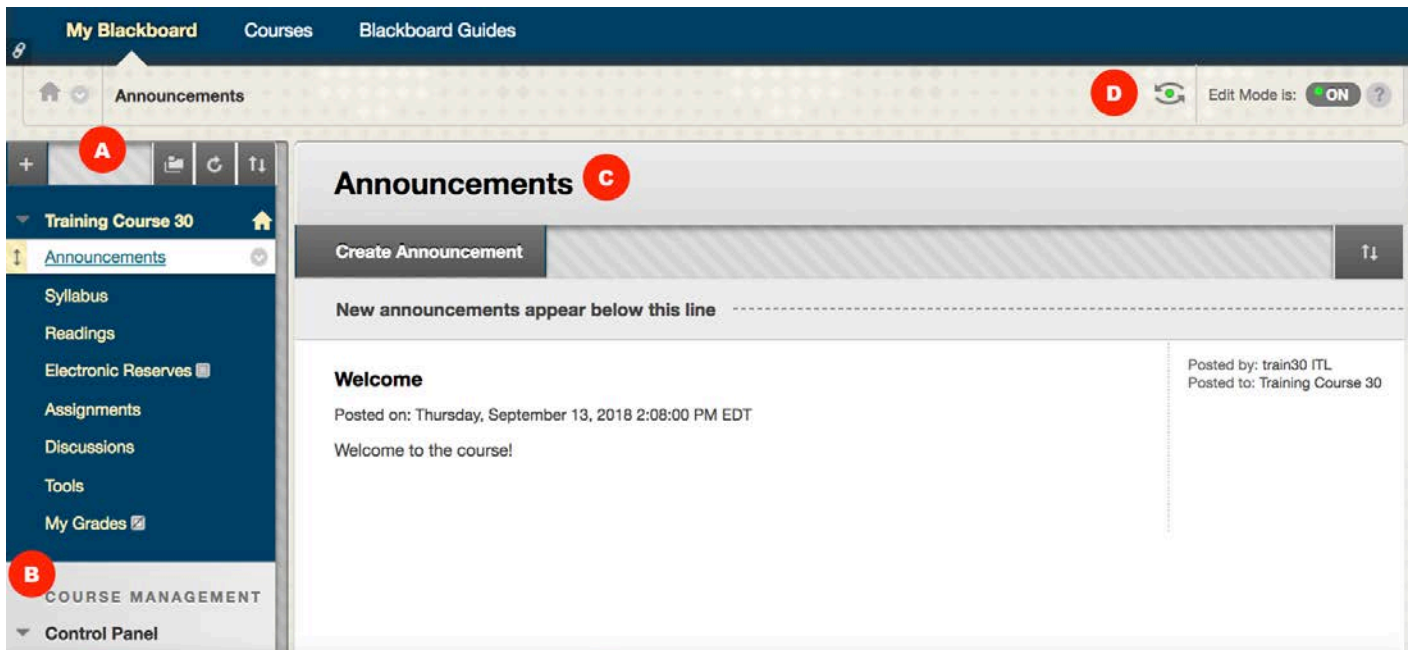 My Blackboard Courses Blackboard Guides
Announcements D Edit Mode is: ON ?
A
+
Announcements C
Training Course 30
Create Announcement
Announcements
Syllabus
New announcements appear below this line
Readings
Electronic Reserves
Welcome
Posted by: train30 ITL
Posted to: Training Course 30
Assignments
Posted on: Thursday, September 13, 2018 2:08:00 PM EDT
Discussions
Welcome to the course!
Tools
My Grades
B
COURSE MANAGEMENT
Control Panel